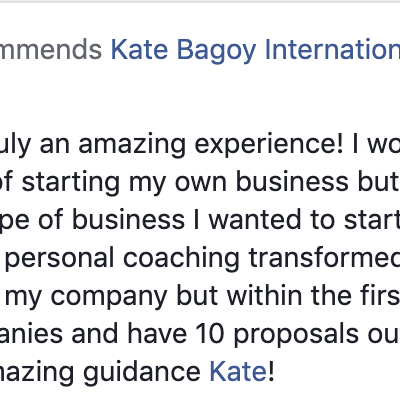 mmends Kate Bagoy Internation
uly an amazing experience! I wo
of starting my own business but
pe of business I wanted to start
personal coaching transformed
my company but within the firs
anies and have 10 proposals ou
nazing guidance Kate!